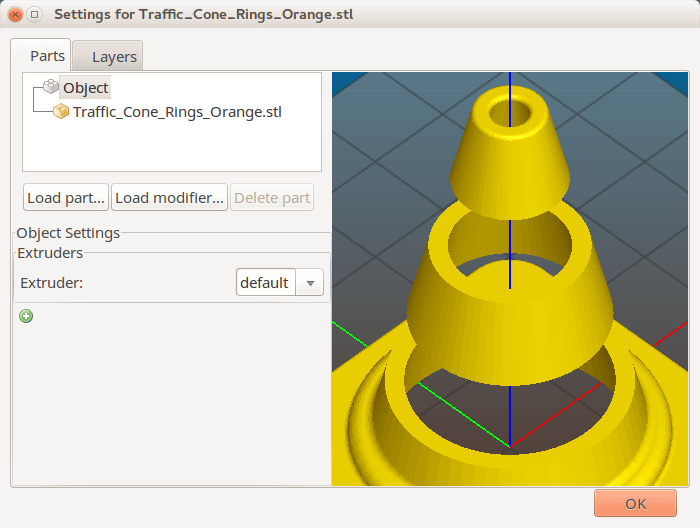 Settings for Traffic_Cone_Rings_Orange.stl
Parts
Layers
Object
Traffic_Cone_Rings_Orange.stl
Load part...
Load modifier...
Delete part
Object Settings
Extruders
Extruder:
default
OK